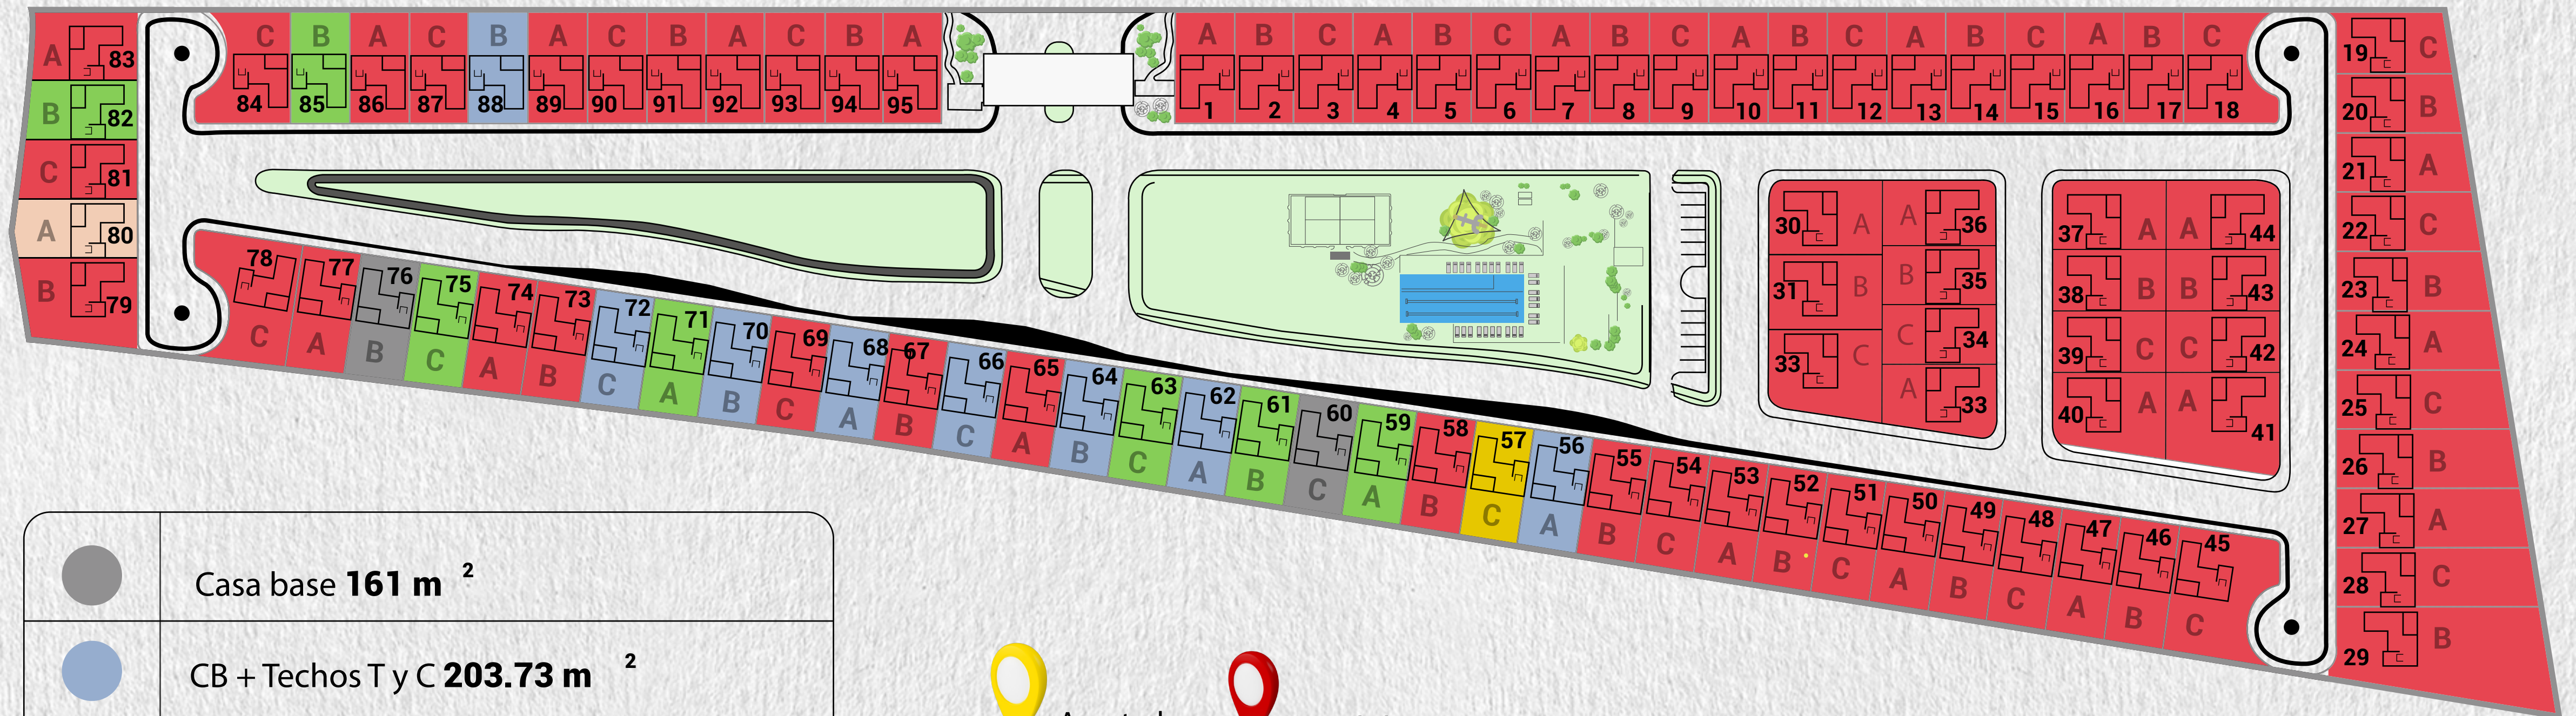 C B A C B A C B A C B A
84 85 86 87 88 89 90 91 92 93 94 95
A B C A B C A B C A B C A B C A B C
1 2 3 4 5 6 7 8 9 10 11 12 13 14 15 16 17 18
A 83
B 82
C 81
A 80
B 79
19 C
20 B
21 A
22 C
23 B
24 A
25 C
26 B
27 A
28 C
29 B
30 A A 36
31 B B 35
33 C C 34
A 33
37 A A 44
38 B B 43
39 C C 42
40 A A 41
78 77 76 75 74 73 72 71 70 69 68 67 66 65 64 63 62 61 60 59 58 57 56 55 54 53 52 51 50 49 48 47 46 45
C A B C A B C A B C A B C A B C A B C A B C A B C A B C A B C A B C
Casa base 161 m 2
CB + Techos T y C 203.73 m 2